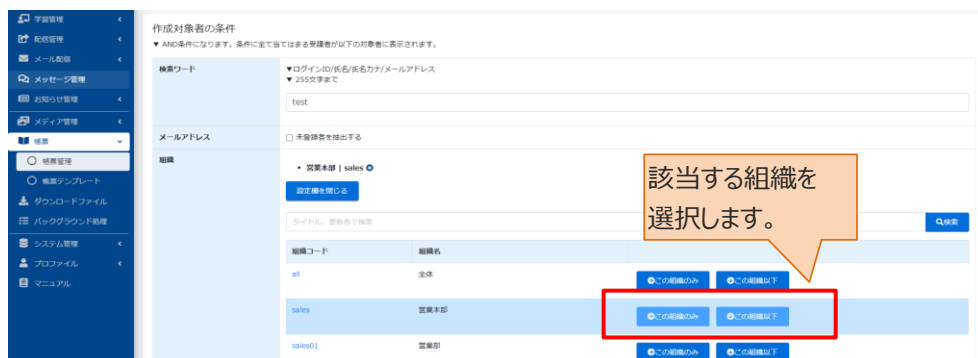 学習管理
配信管理
メール配信
メッセージ管理
お知らせ管理
メディア管理
帳票
帳票管理
帳票テンプレート
ダウンロードファイル
バックグラウンド処理
システム管理
プロファイル
マニュアル
作成対象者の条件
▼ AND条件になります。条件に全て当てはまる受講者が以下の対象者に表示されます。
検索ワード
▼ログインID/氏名/氏名カナ/メールアドレス
▼ 255文字まで
test
メールアドレス
未登録者を抽出する
組織
• 営業本部 | sales
設定欄を閉じる
タイトル、更新者で検索
検索
該当する組織を
選択します。
組織コード 組織名
all 全体 この組織のみ この組織以下
sales 営業本部 この組織のみ この組織以下
sales01 営業部 この組織のみ この組織以下